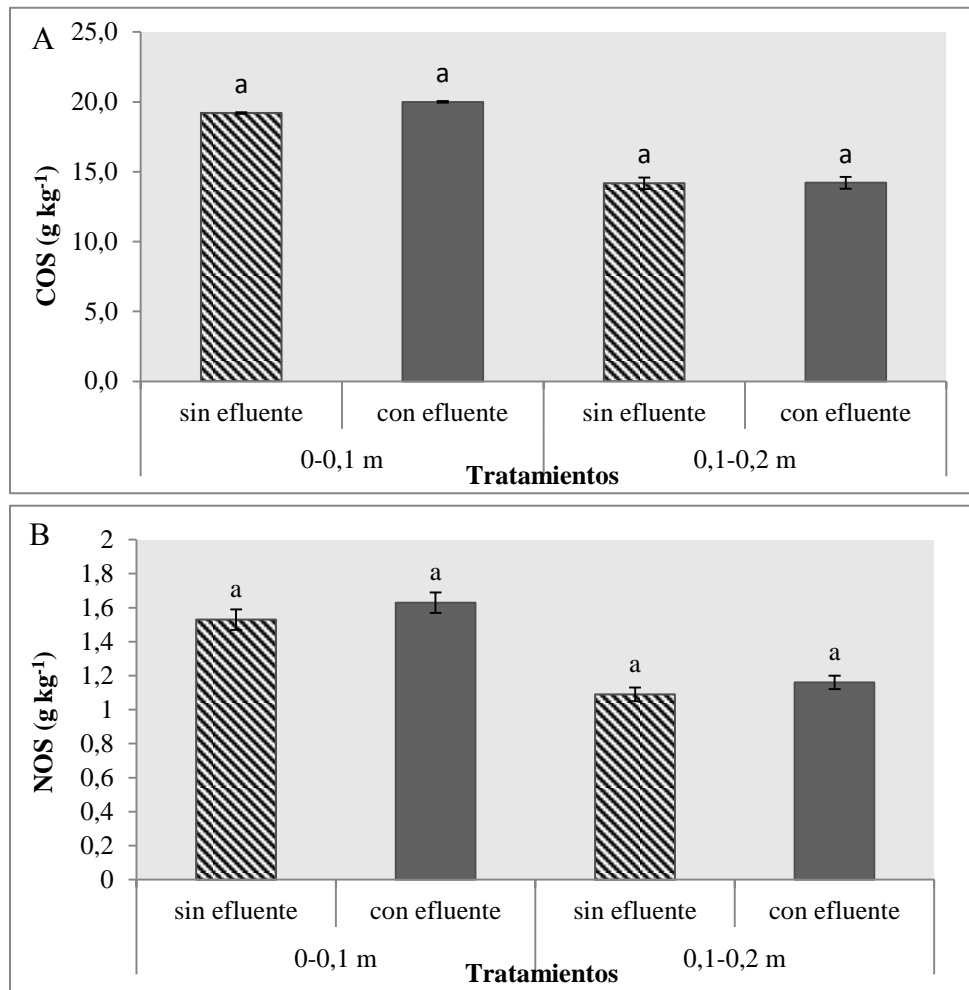 A
25,0
20,0
15,0
10,0
5,0
0,0
COS (g kg-1)
a
a
a
a
sin efluente
con efluente
sin efluente
con efluente
0-0,1 m
0,1-0,2 m
Tratamientos
B
2
1,8
1,6
1,4
1,2
1
0,8
0,6
0,4
0,2
0
NOS (g kg-1)
a
a
a
a
sin efluente
con efluente
sin efluente
con efluente
0-0,1 m
0,1-0,2 m
Tratamientos